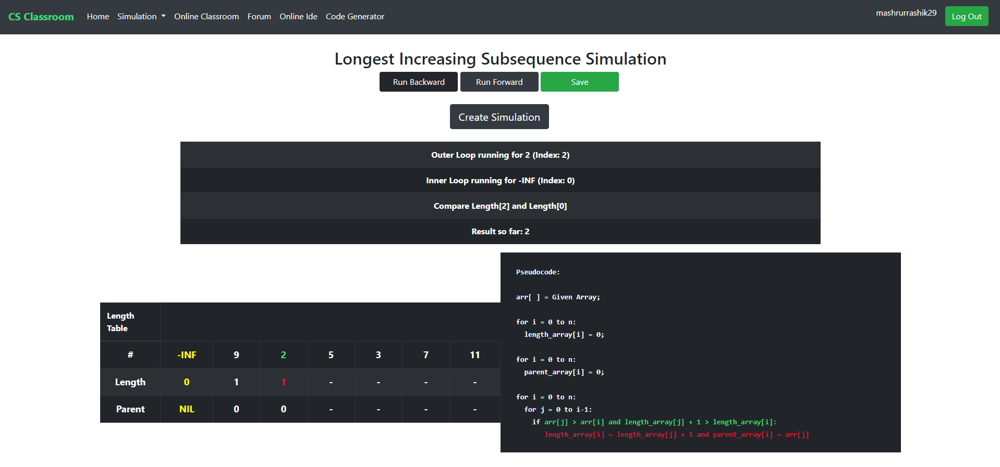 CS Classroom Home Simulation Online Classroom Forum Online Ide Code Generator mashrurrashik29 Log Out
Longest Increasing Subsequence Simulation
Run Backward Run Forward Save
Create Simulation
Outer Loop running for 2 (Index: 2)
Inner Loop running for -INF (Index: 0)
Compare Length[2] and Length[0]
Result so far: 2
Length
Table
# -INF 9 2 5 3 7 11
Length 0 1 1 - - - -
Parent NIL 0 0 - - - -
Pseudocode:
arr[ ] = Given Array;
for i = 0 to n:
length_array[i] = 0;
for i = 0 to n:
parent_array[i] = 0;
for i = 0 to n:
for j = 0 to i-1:
if arr[j] > arr[i] and length_array[j] + 1 > length_array[i]:
length_array[i] = length_array[j] + 1 and parent_array[i] = arr[j]